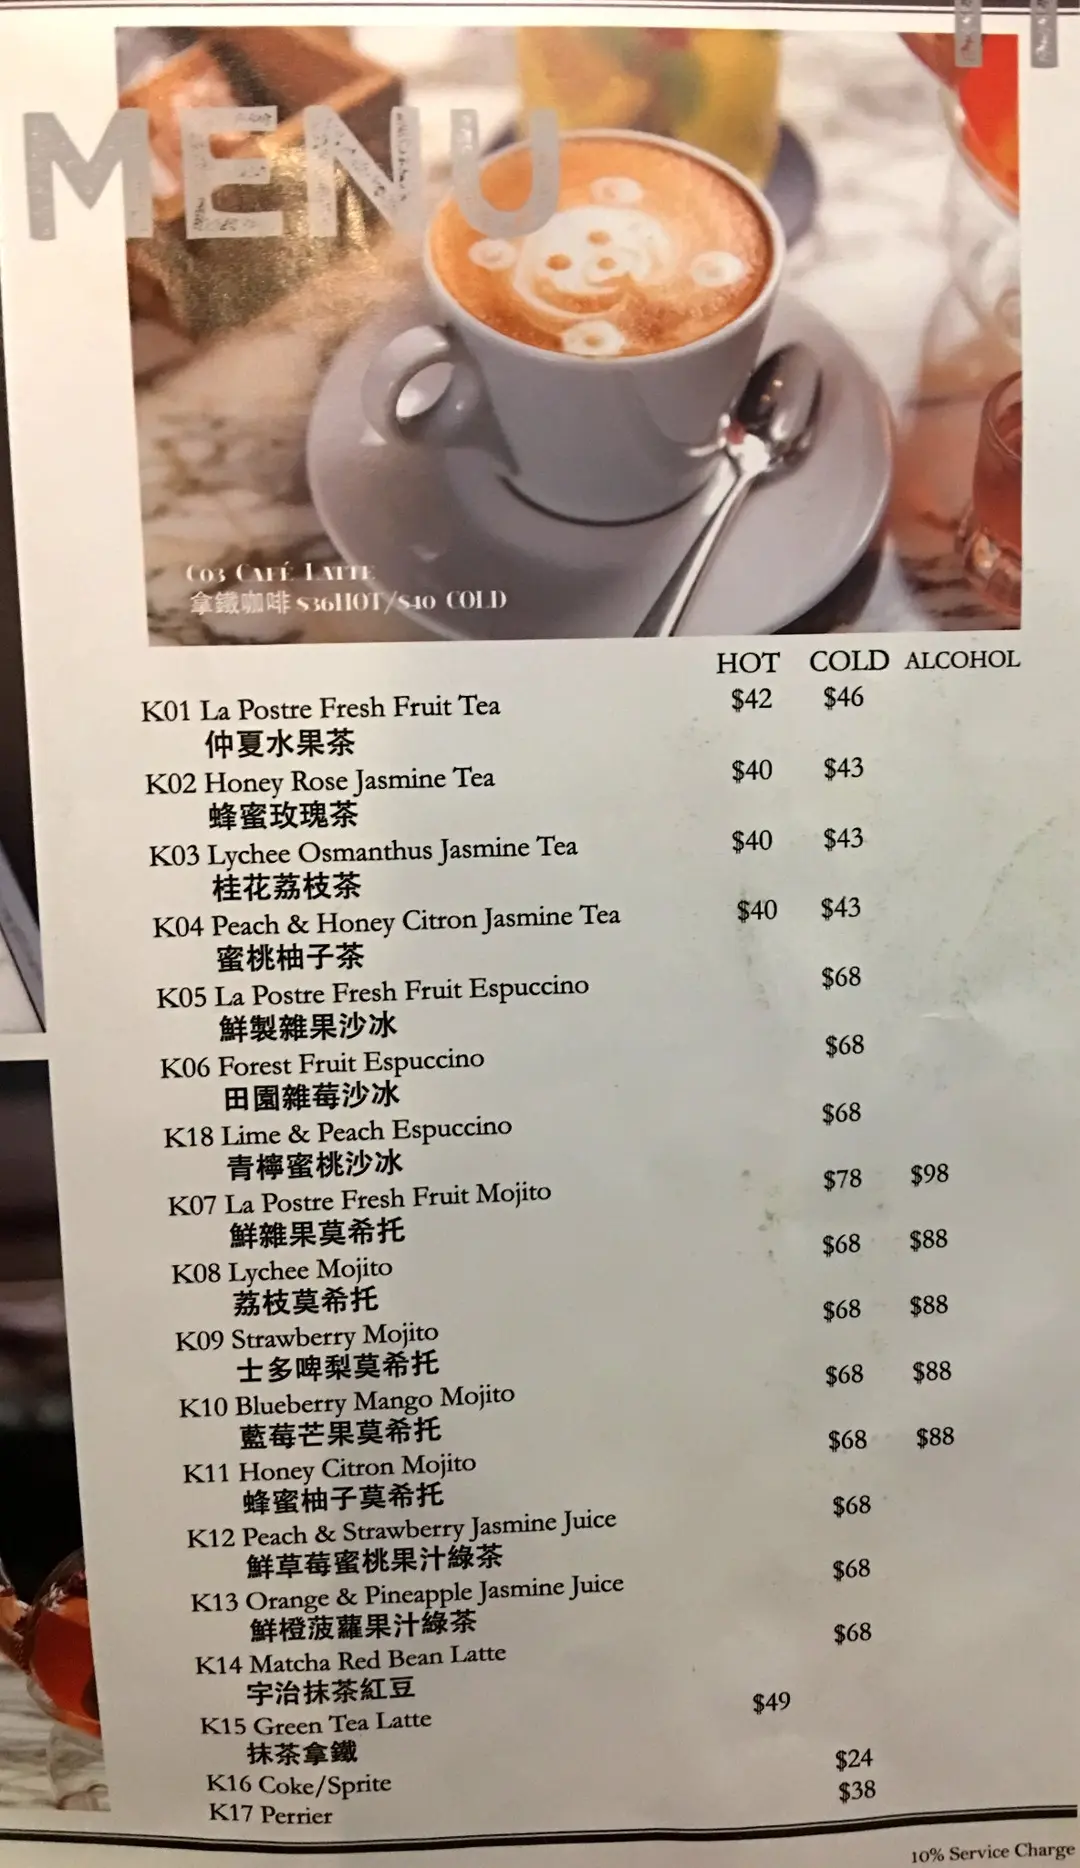 MENU
C03 CAFÉ LATTE
拿鐵咖啡 $36HOT/$40 COLD
HOT COLD ALCOHOL
K01 La Postre Fresh Fruit Tea $42 $46
仲夏水果茶
K02 Honey Rose Jasmine Tea $40 $43
蜂蜜玫瑰茶
K03 Lychee Osmanthus Jasmine Tea $40 $43
桂花荔枝茶
K04 Peach & Honey Citron Jasmine Tea $40 $43
蜜桃柚子茶
K05 La Postre Fresh Fruit Espuccino $68
鮮製雜果沙冰
K06 Forest Fruit Espuccino $68
田園雜莓沙冰
K18 Lime & Peach Espuccino $68
青檸蜜桃沙冰
K07 La Postre Fresh Fruit Mojito $78 $98
鮮雜果莫希托
K08 Lychee Mojito $68 $88
荔枝莫希托
K09 Strawberry Mojito $68 $88
士多啤梨莫希托
K10 Blueberry Mango Mojito $68 $88
藍莓芒果莫希托
K11 Honey Citron Mojito $68 $88
蜂蜜柚子莫希托
K12 Peach & Strawberry Jasmine Juice $68
鮮草莓蜜桃果汁綠茶
K13 Orange & Pineapple Jasmine Juice $68
鮮橙菠蘿果汁綠茶
K14 Matcha Red Bean Latte $68
宇治抹茶紅豆
K15 Green Tea Latte $49
抹茶拿鐵
K16 Coke/Sprite $24
K17 Perrier $38
10% Service Charge